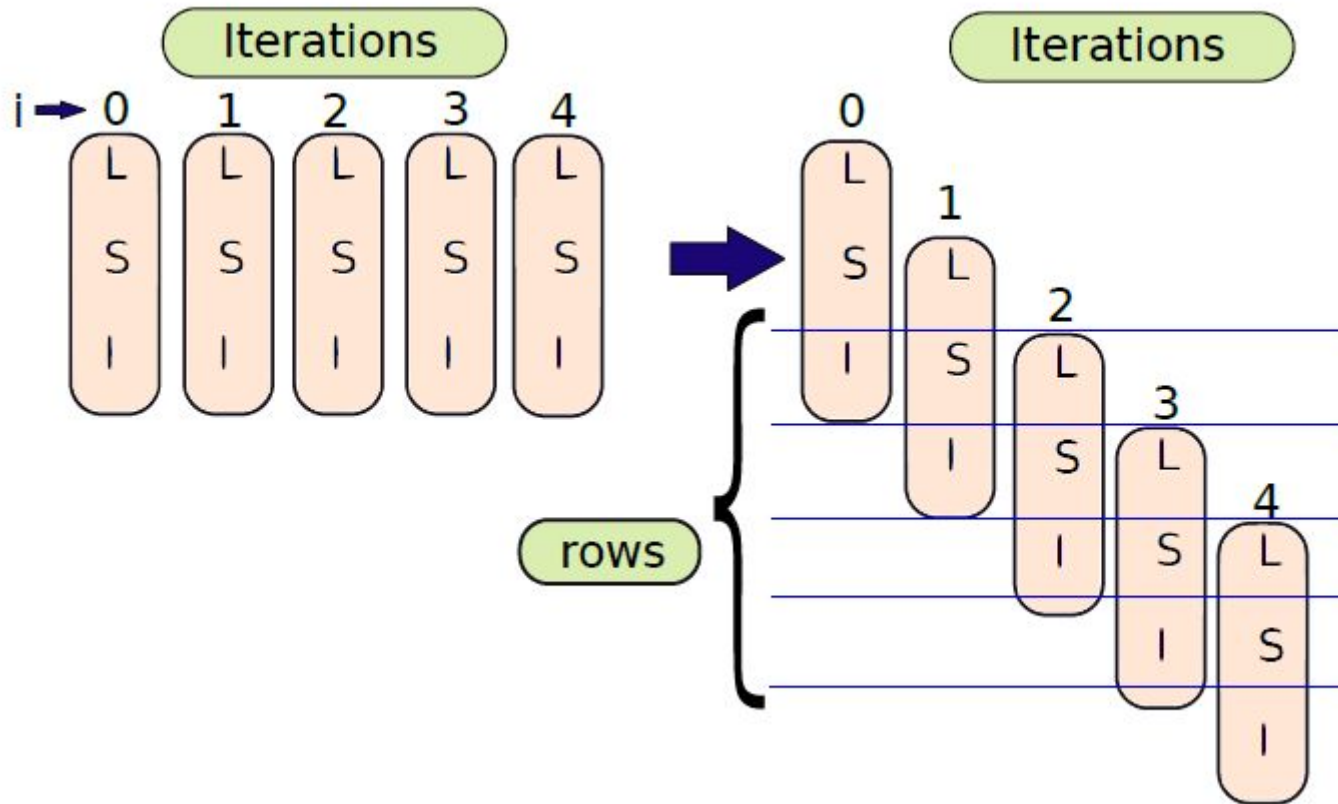 Iterations
i 0 1 2 3 4
L L L L L
S S S S S
I I I I I
Iterations
0
L
1
S L
2
I S L
3
I S L
4
rows
I S L
I S
I